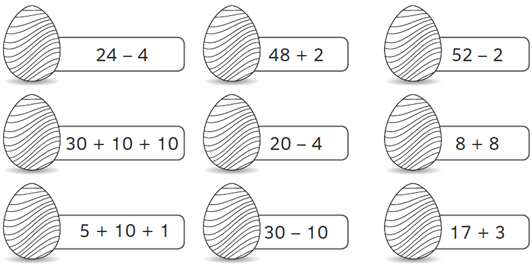 24 – 4
48 + 2
52 – 2
30 + 10 + 10
20 – 4
8 + 8
5 + 10 + 1
30 – 10
17 + 3